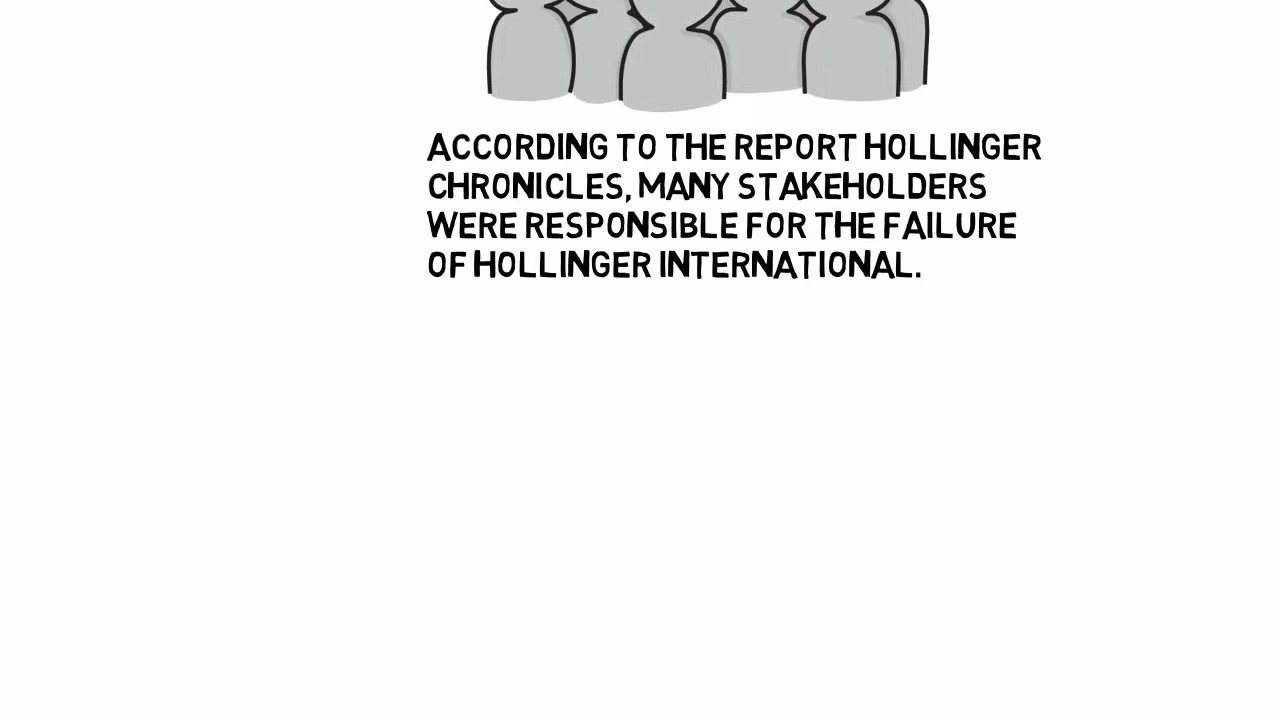 ACCORDING TO THE REPORT HOLLINGER
CHRONICLES, MANY STAKEHOLDERS
WERE RESPONSIBLE FOR THE FAILURE
OF HOLLINGER INTERNATIONAL.